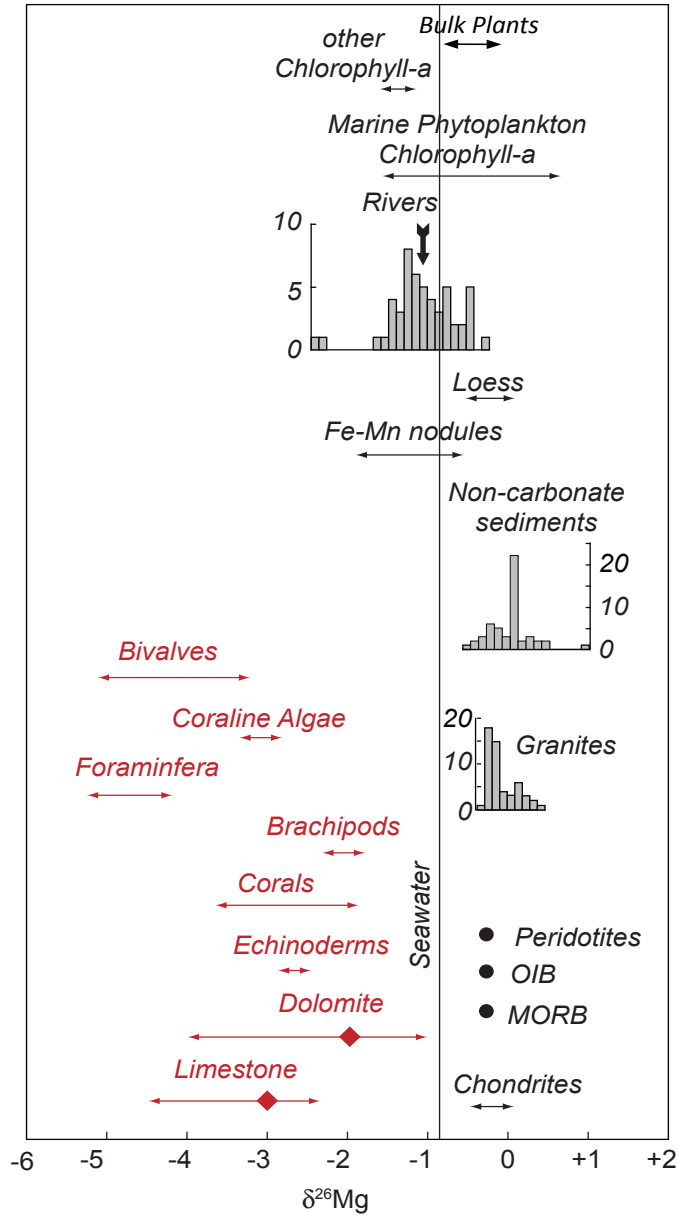 Bulk Plants
other
Chlorophyll-a
Marine Phytoplankton
Chlorophyll-a
Rivers
10
5
0
Loess
Fe-Mn nodules
Non-carbonate
sediments
20
10
0
Bivalves
Coraline Algae
20
10
0
Granites
Foraminfera
Brachipods
Corals
Seawater
Echinoderms
Peridotites
OIB
Dolomite
MORB
Limestone
Chondrites
-6 -5 -4 -3 -2 -1 0 +1 +2
δ²⁶Mg